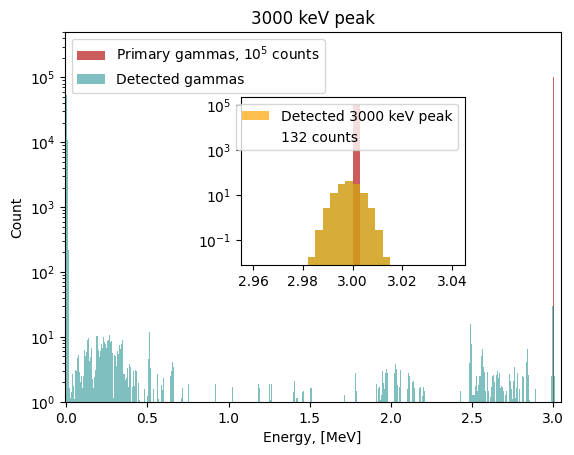 3000 keV peak
Primary gammas, 10⁵ counts
Detected gammas
Detected 3000 keV peak
132 counts
10⁵
10³
10¹
10⁻¹
2.96 2.98 3.00 3.02 3.04
Count
10⁵
10⁴
10³
10²
10¹
10⁰
0.0 0.5 1.0 1.5 2.0 2.5 3.0
Energy, [MeV]